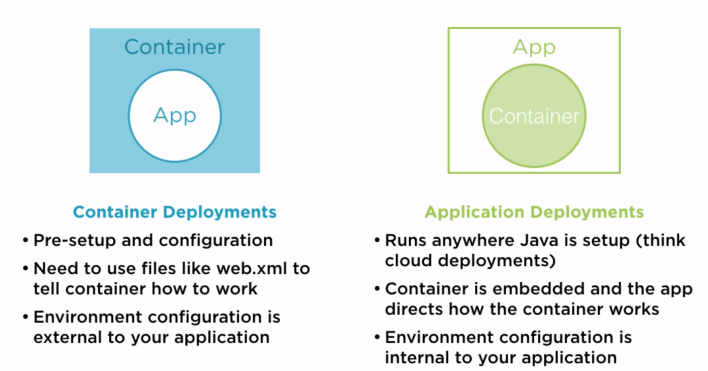 Container
App
Container Deployments
• Pre-setup and configuration
• Need to use files like web.xml to
tell container how to work
• Environment configuration is
external to your application
App
Container
Application Deployments
• Runs anywhere Java is setup (think
cloud deployments)
• Container is embedded and the app
directs how the container works
• Environment configuration is
internal to your application